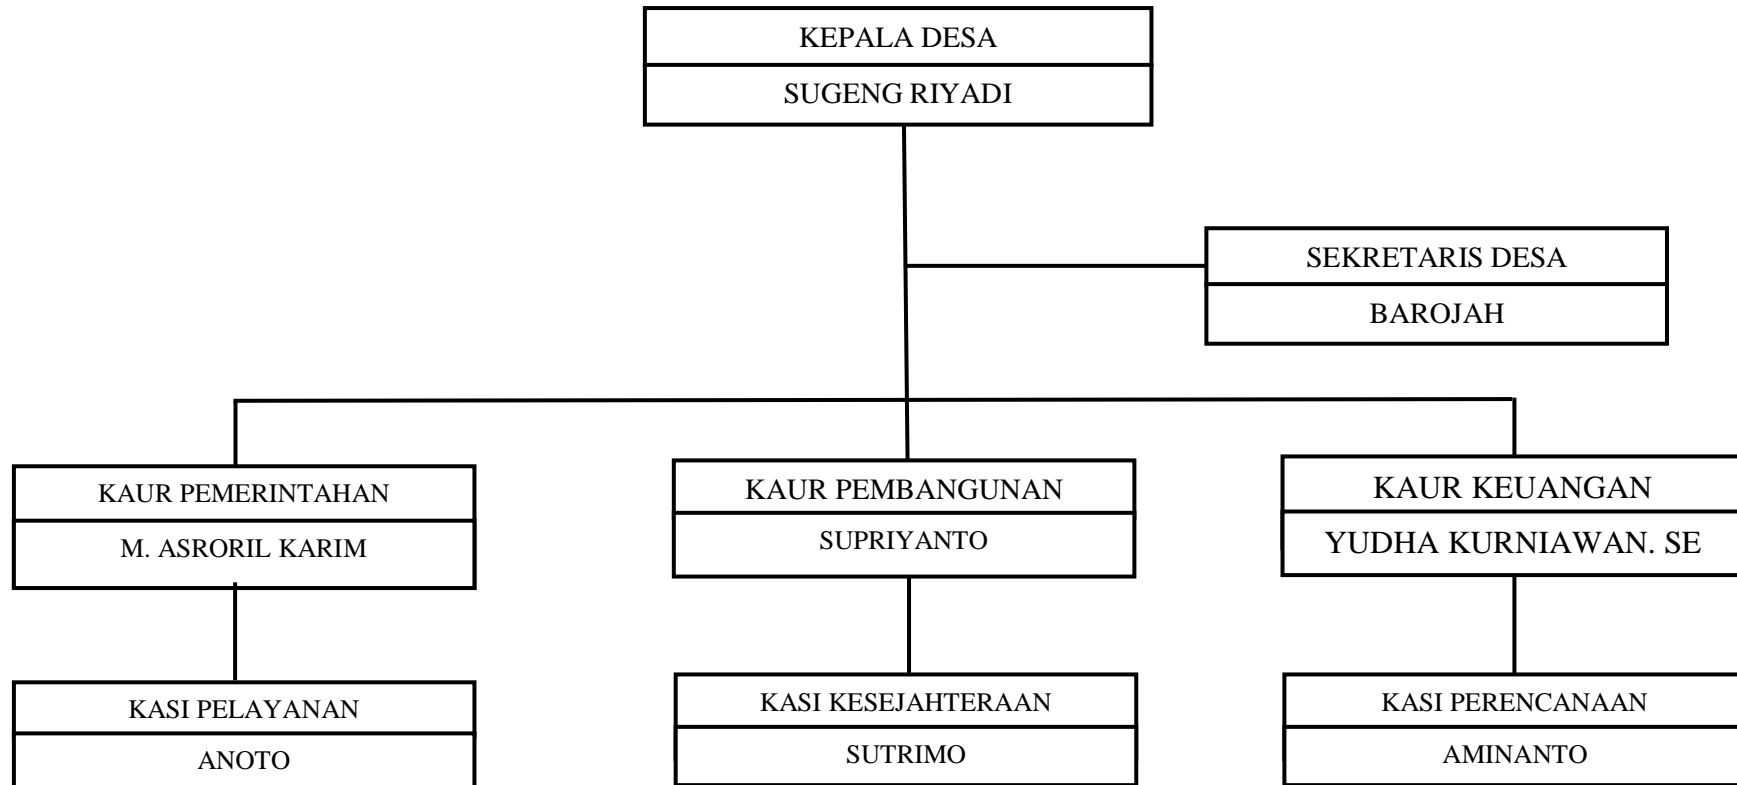 KEPALA DESA
SUGENG RIYADI
SEKRETARIS DESA
BAROJAH
KAUR PEMERINTAHAN
M. ASRORIL KARIM
KAUR PEMBANGUNAN
SUPRIYANTO
KAUR KEUANGAN
YUDHA KURNIAWAN. SE
KASI PELAYANAN
ANOTO
KASI KESEJAHTERAAN
SUTRIMO
KASI PERENCANAAN
AMINANTO